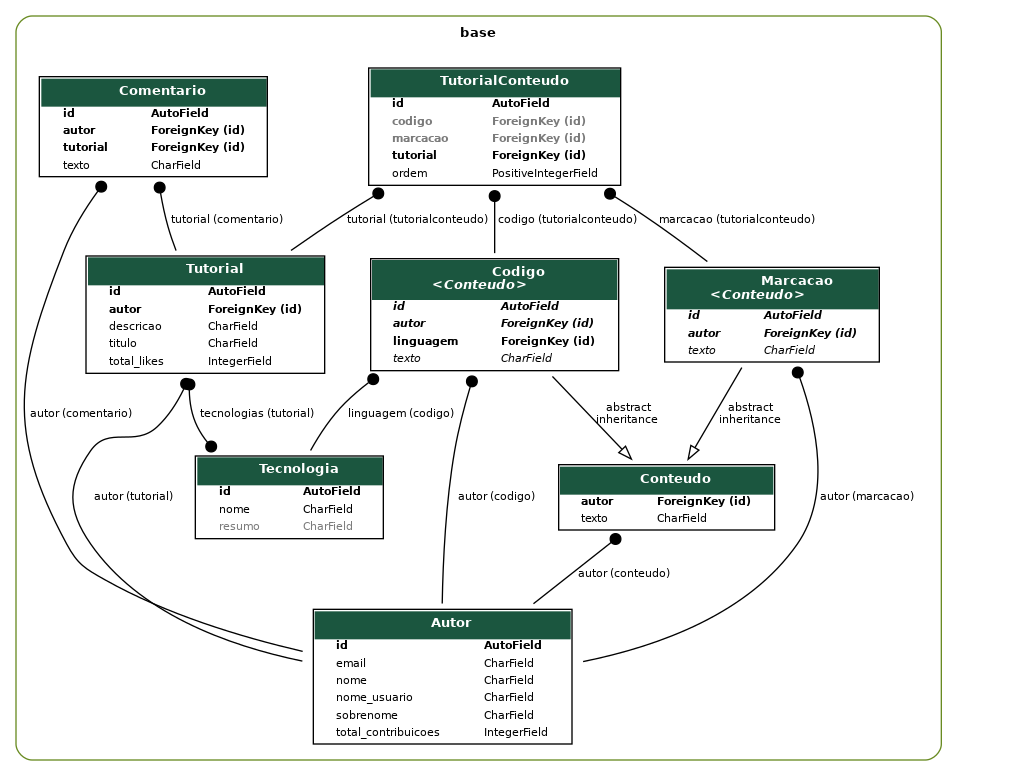 base
Comentario
id AutoField
autor ForeignKey (id)
tutorial ForeignKey (id)
texto CharField
TutorialConteudo
id AutoField
codigo ForeignKey (id)
marcacao ForeignKey (id)
tutorial ForeignKey (id)
ordem PositiveIntegerField
tutorial (comentario)
tutorial (tutorialconteudo)
codigo (tutorialconteudo)
marcacao (tutorialconteudo)
Tutorial
id AutoField
autor ForeignKey (id)
descricao CharField
titulo CharField
total_likes IntegerField
Codigo
<Conteudo>
id AutoField
autor ForeignKey (id)
linguagem ForeignKey (id)
texto CharField
Marcacao
<Conteudo>
id AutoField
autor ForeignKey (id)
texto CharField
autor (comentario)
tecnologias (tutorial)
linguagem (codigo)
abstract
inheritance
abstract
inheritance
Tecnologia
id AutoField
nome CharField
resumo CharField
Conteudo
autor ForeignKey (id)
texto CharField
autor (tutorial)
autor (codigo)
autor (marcacao)
autor (conteudo)
Autor
id AutoField
email CharField
nome CharField
nome_usuario CharField
sobrenome CharField
total_contribuicoes IntegerField